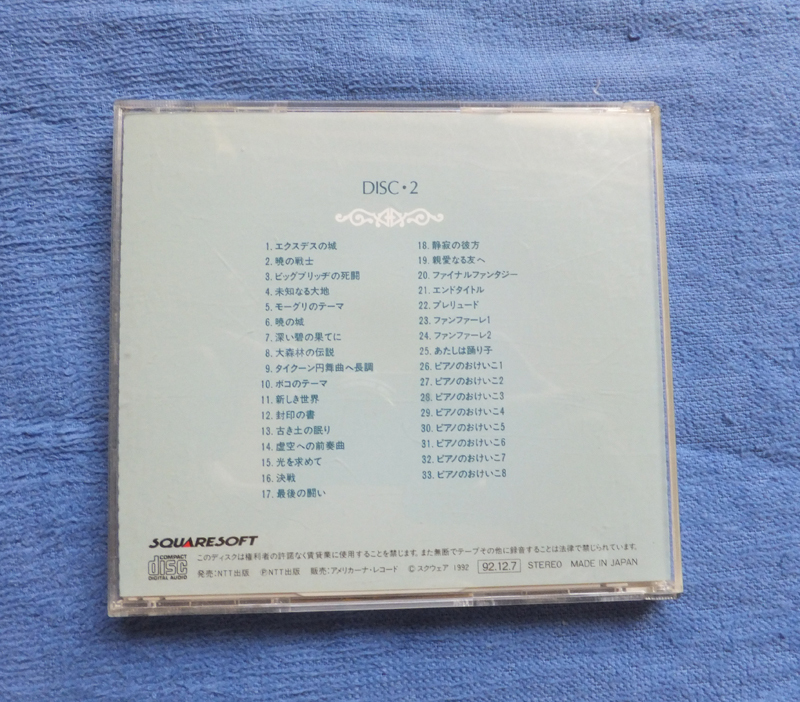 DISC・2
1. エクスデスの城
2. 暁の戦士
3. ビッグブリッヂの死闘
4. 未知なる大地
5. モーグリのテーマ
6. 暁の城
7. 深い碧の果てに
8. 大森林の伝説
9. タイクーン円舞曲へ長調
10. ボコのテーマ
11. 新しき世界
12. 封印の書
13. 古き土の眠り
14. 虚空への前奏曲
15. 光を求めて
16. 決戦
17. 最後の闘い
18. 静寂の彼方
19. 親愛なる友へ
20. ファイナルファンタジー
21. エンドタイトル
22. プレリュード
23. ファンファーレ1
24. ファンファーレ2
25. あたしは踊り子
26. ピアノのおけいこ1
27. ピアノのおけいこ2
28. ピアノのおけいこ3
29. ピアノのおけいこ4
30. ピアノのおけいこ5
31. ピアノのおけいこ6
32. ピアノのおけいこ7
33. ピアノのおけいこ8
SQUARESOFT
COMPACT disc DIGITAL AUDIO
このディスクは権利者の許諾なく賃貸業に使用することを禁じます。また無断でテープその他に録音することは法律で禁じられています。
発売:NTT出版 ℗NTT出版 販売:アメリカーナ・レコード ©スクウェア 1992 92.12.7 STEREO MADE IN JAPAN